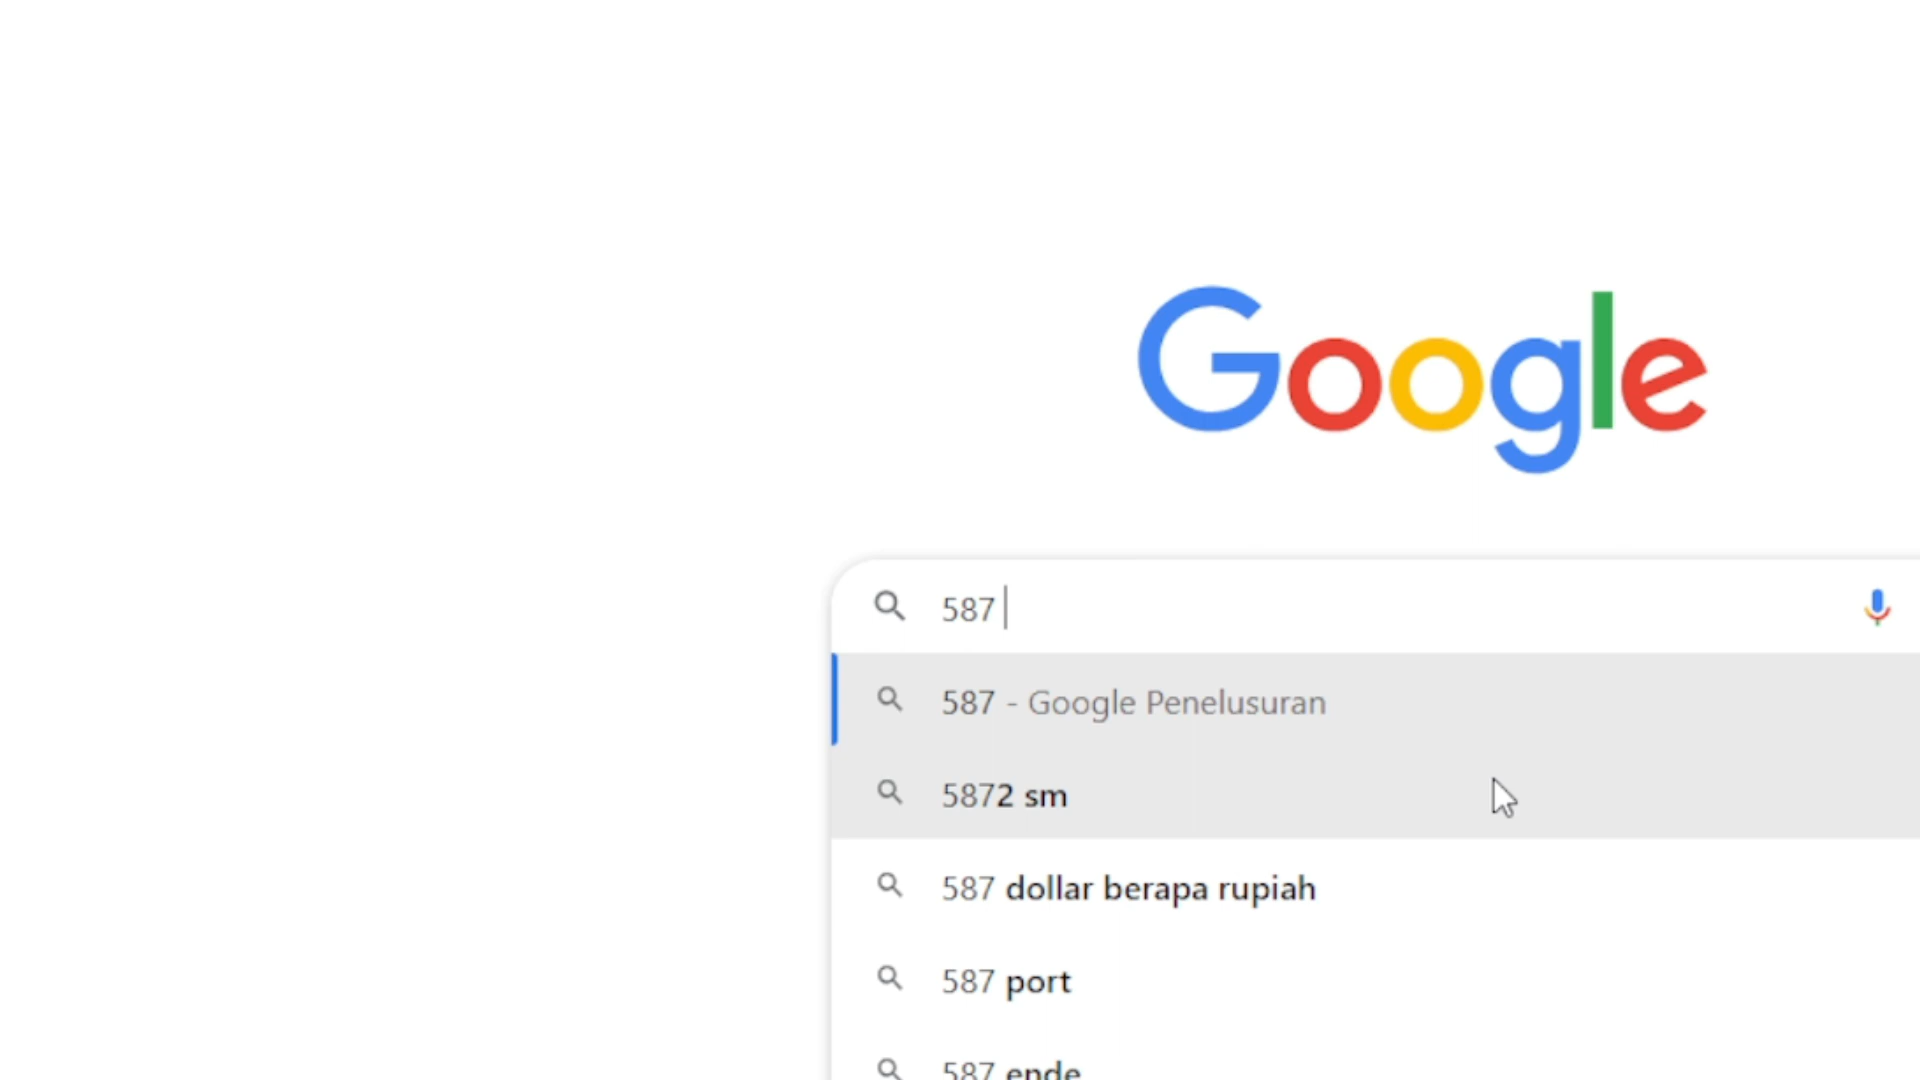 Google
587
587 - Google Penelusuran
5872 sm
587 dollar berapa rupiah
587 port
587 ende